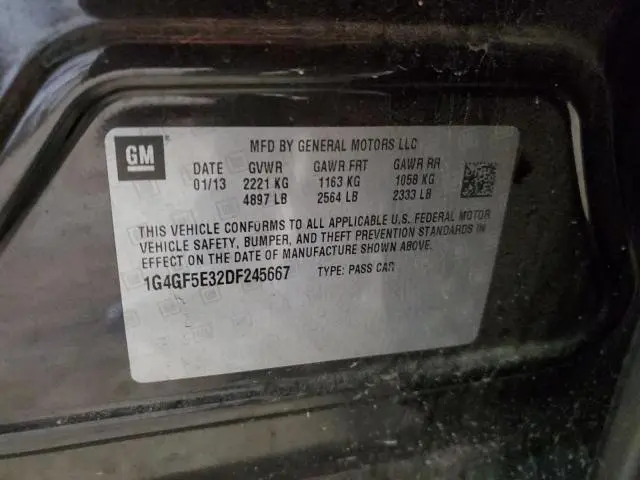 GM
MFD BY GENERAL MOTORS LLC
DATE GVWR GAWR FRT GAWR RR
01/13 2221 KG 1163 KG 1058 KG
4897 LB 2564 LB 2333 LB
THIS VEHICLE CONFORMS TO ALL APPLICABLE U.S. FEDERAL MOTOR
VEHICLE SAFETY, BUMPER, AND THEFT PREVENTION STANDARDS IN
EFFECT ON THE DATE OF MANUFACTURE SHOWN ABOVE.
1G4GF5E32DF245667 TYPE: PASS CAR